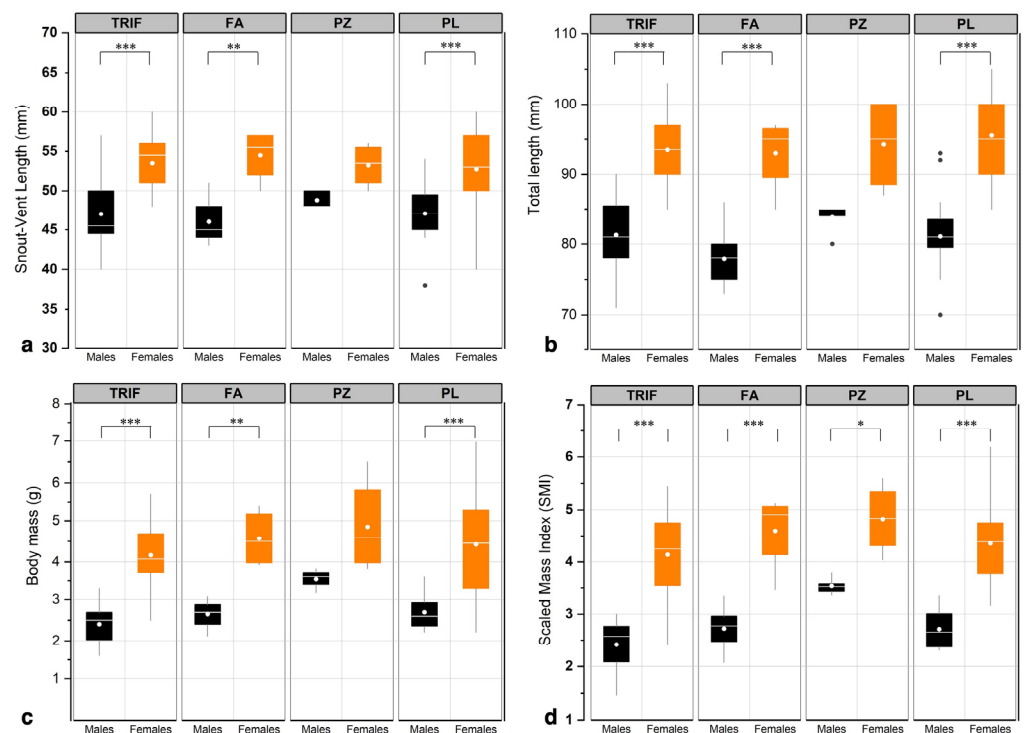 TRIF FA PZ PL
Snout-Vent Length (mm)
70
65
60
55
50
45
40
35
30
*** ** ***
Males Females Males Females Males Females Males Females
a
TRIF FA PZ PL
Total length (mm)
110
100
90
80
70
*** *** ***
Males Females Males Females Males Females Males Females
b
TRIF FA PZ PL
Body mass (g)
8
7
6
5
4
3
2
1
*** ** ***
Males Females Males Females Males Females Males Females
c
TRIF FA PZ PL
Scaled Mass Index (SMI)
7
6
5
4
3
2
1
*** *** * ***
Males Females Males Females Males Females Males Females
d